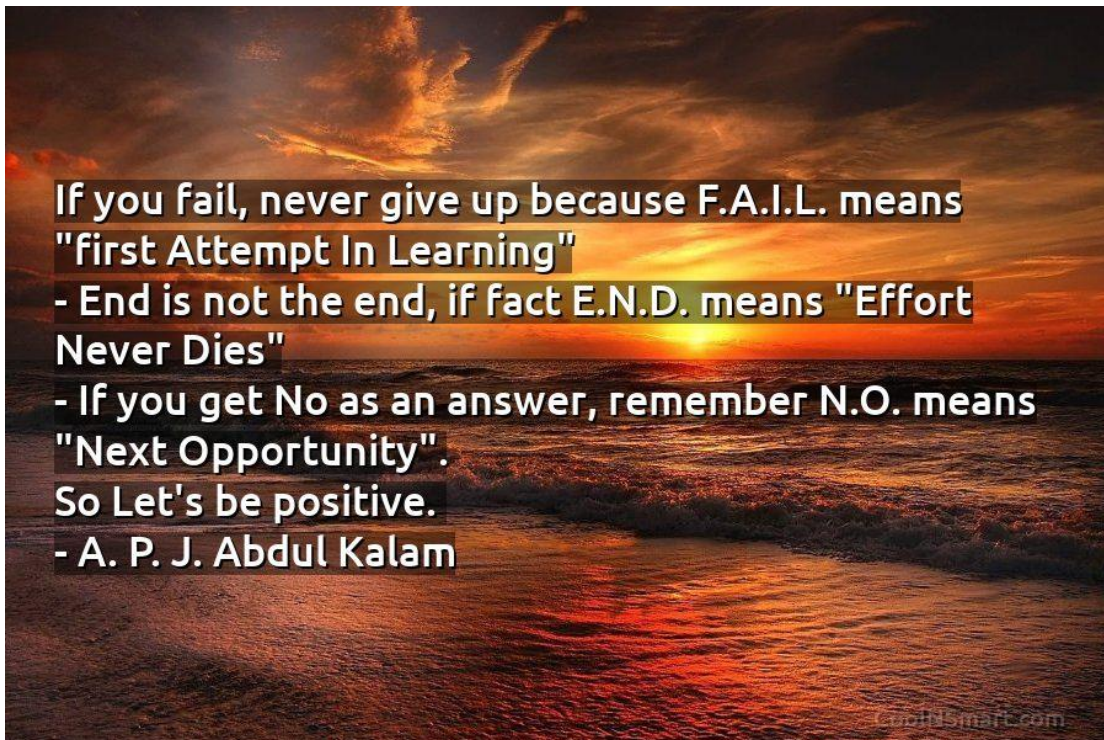 If you fail, never give up because F.A.I.L. means
"first Attempt In Learning"
- End is not the end, if fact E.N.D. means "Effort
Never Dies"
- If you get No as an answer, remember N.O. means
"Next Opportunity".
So Let's be positive.
- A. P. J. Abdul Kalam
CoolNSmart.com